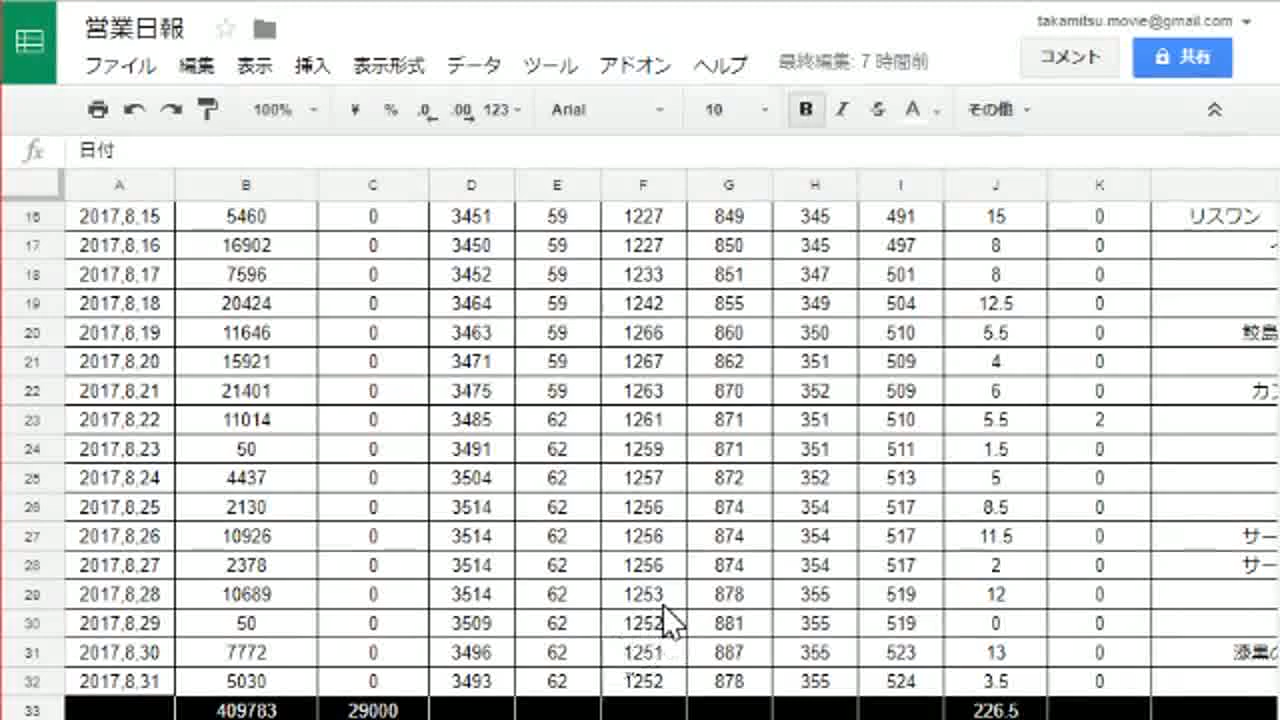 営業日報
takamitsu.movie@gmail.com
ファイル 編集 表示 挿入 表示形式 データ ツール アドオン ヘルプ 最終編集: 7 時間前 コメント 共有
100% ¥ % .0 .00 123 Arial 10 B I S A その他
fx 日付
A B C D E F G H I J K
16 2017,8,15 5460 0 3451 59 1227 849 345 491 15 0 リスワン
17 2017,8,16 16902 0 3450 59 1227 850 345 497 8 0
18 2017,8,17 7596 0 3452 59 1233 851 347 501 8 0
19 2017,8,18 20424 0 3464 59 1242 855 349 504 12.5 0
20 2017,8,19 11646 0 3463 59 1266 860 350 510 5.5 0 鮫島
21 2017,8,20 15921 0 3471 59 1267 862 351 509 4 0
22 2017,8,21 21401 0 3475 59 1263 870 352 509 6 0 カス
23 2017,8,22 11014 0 3485 62 1261 871 351 510 5.5 2
24 2017,8,23 50 0 3491 62 1259 871 351 511 1.5 0
25 2017,8,24 4437 0 3504 62 1257 872 352 513 5 0
26 2017,8,25 2130 0 3514 62 1256 874 354 517 8.5 0
27 2017,8,26 10926 0 3514 62 1256 874 354 517 11.5 0 サー
28 2017,8,27 2378 0 3514 62 1256 874 354 517 2 0 サー
29 2017,8,28 10689 0 3514 62 1253 878 355 519 12 0
30 2017,8,29 50 0 3509 62 1252 881 355 519 0 0
31 2017,8,30 7772 0 3496 62 1251 887 355 523 13 0 漆黒の
32 2017,8,31 5030 0 3493 62 1252 878 355 524 3.5 0
33 409783 29000 226.5